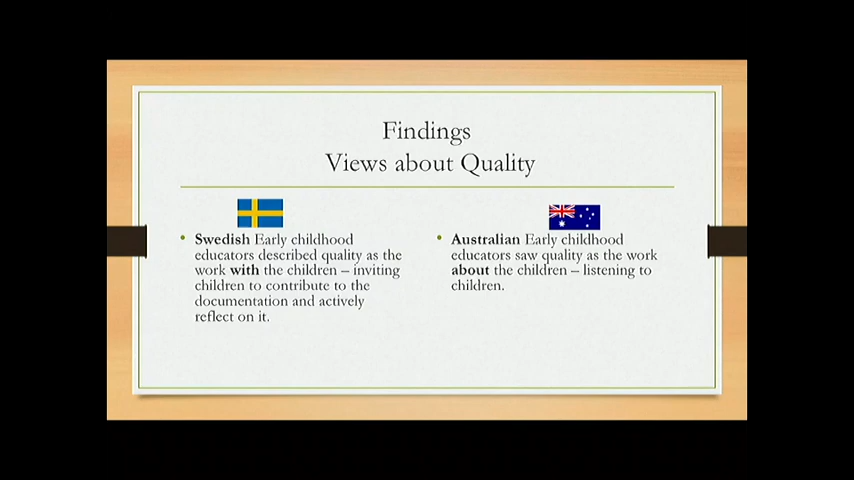 Findings
Views about Quality
• Swedish Early childhood
educators described quality as the
work with the children – inviting
children to contribute to the
documentation and actively
reflect on it.
• Australian Early childhood
educators saw quality as the work
about the children – listening to
children.